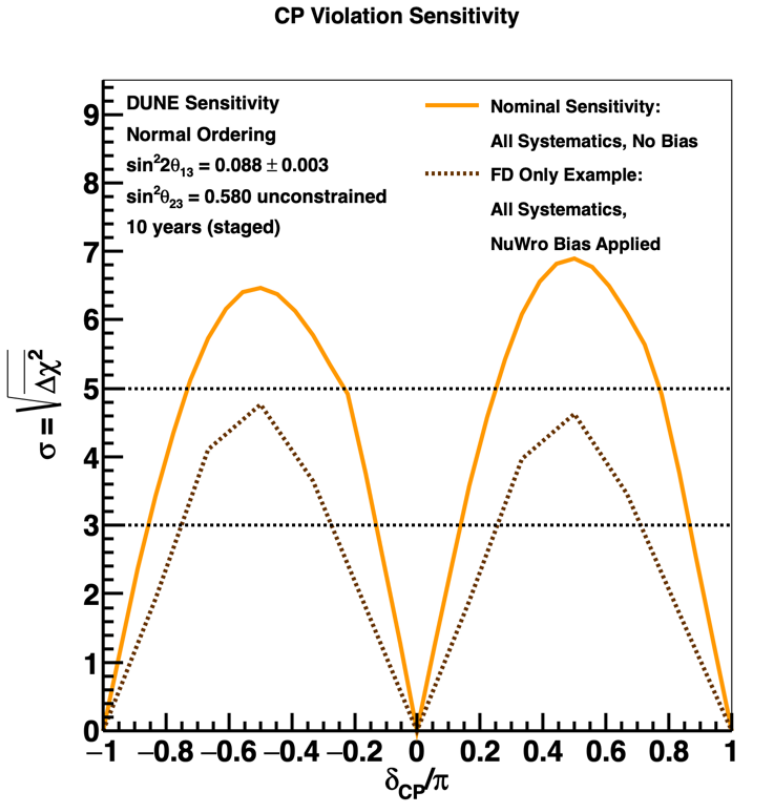 CP Violation Sensitivity
DUNE Sensitivity
Normal Ordering
sin²2θ₁₃ = 0.088 ± 0.003
sin²θ₂₃ = 0.580 unconstrained
10 years (staged)
Nominal Sensitivity:
All Systematics, No Bias
FD Only Example:
All Systematics,
NuWro Bias Applied
9
8
7
6
5
4
3
2
1
0
σ = √Δχ²
−1 −0.8 −0.6 −0.4 −0.2 0 0.2 0.4 0.6 0.8 1
δCP/π